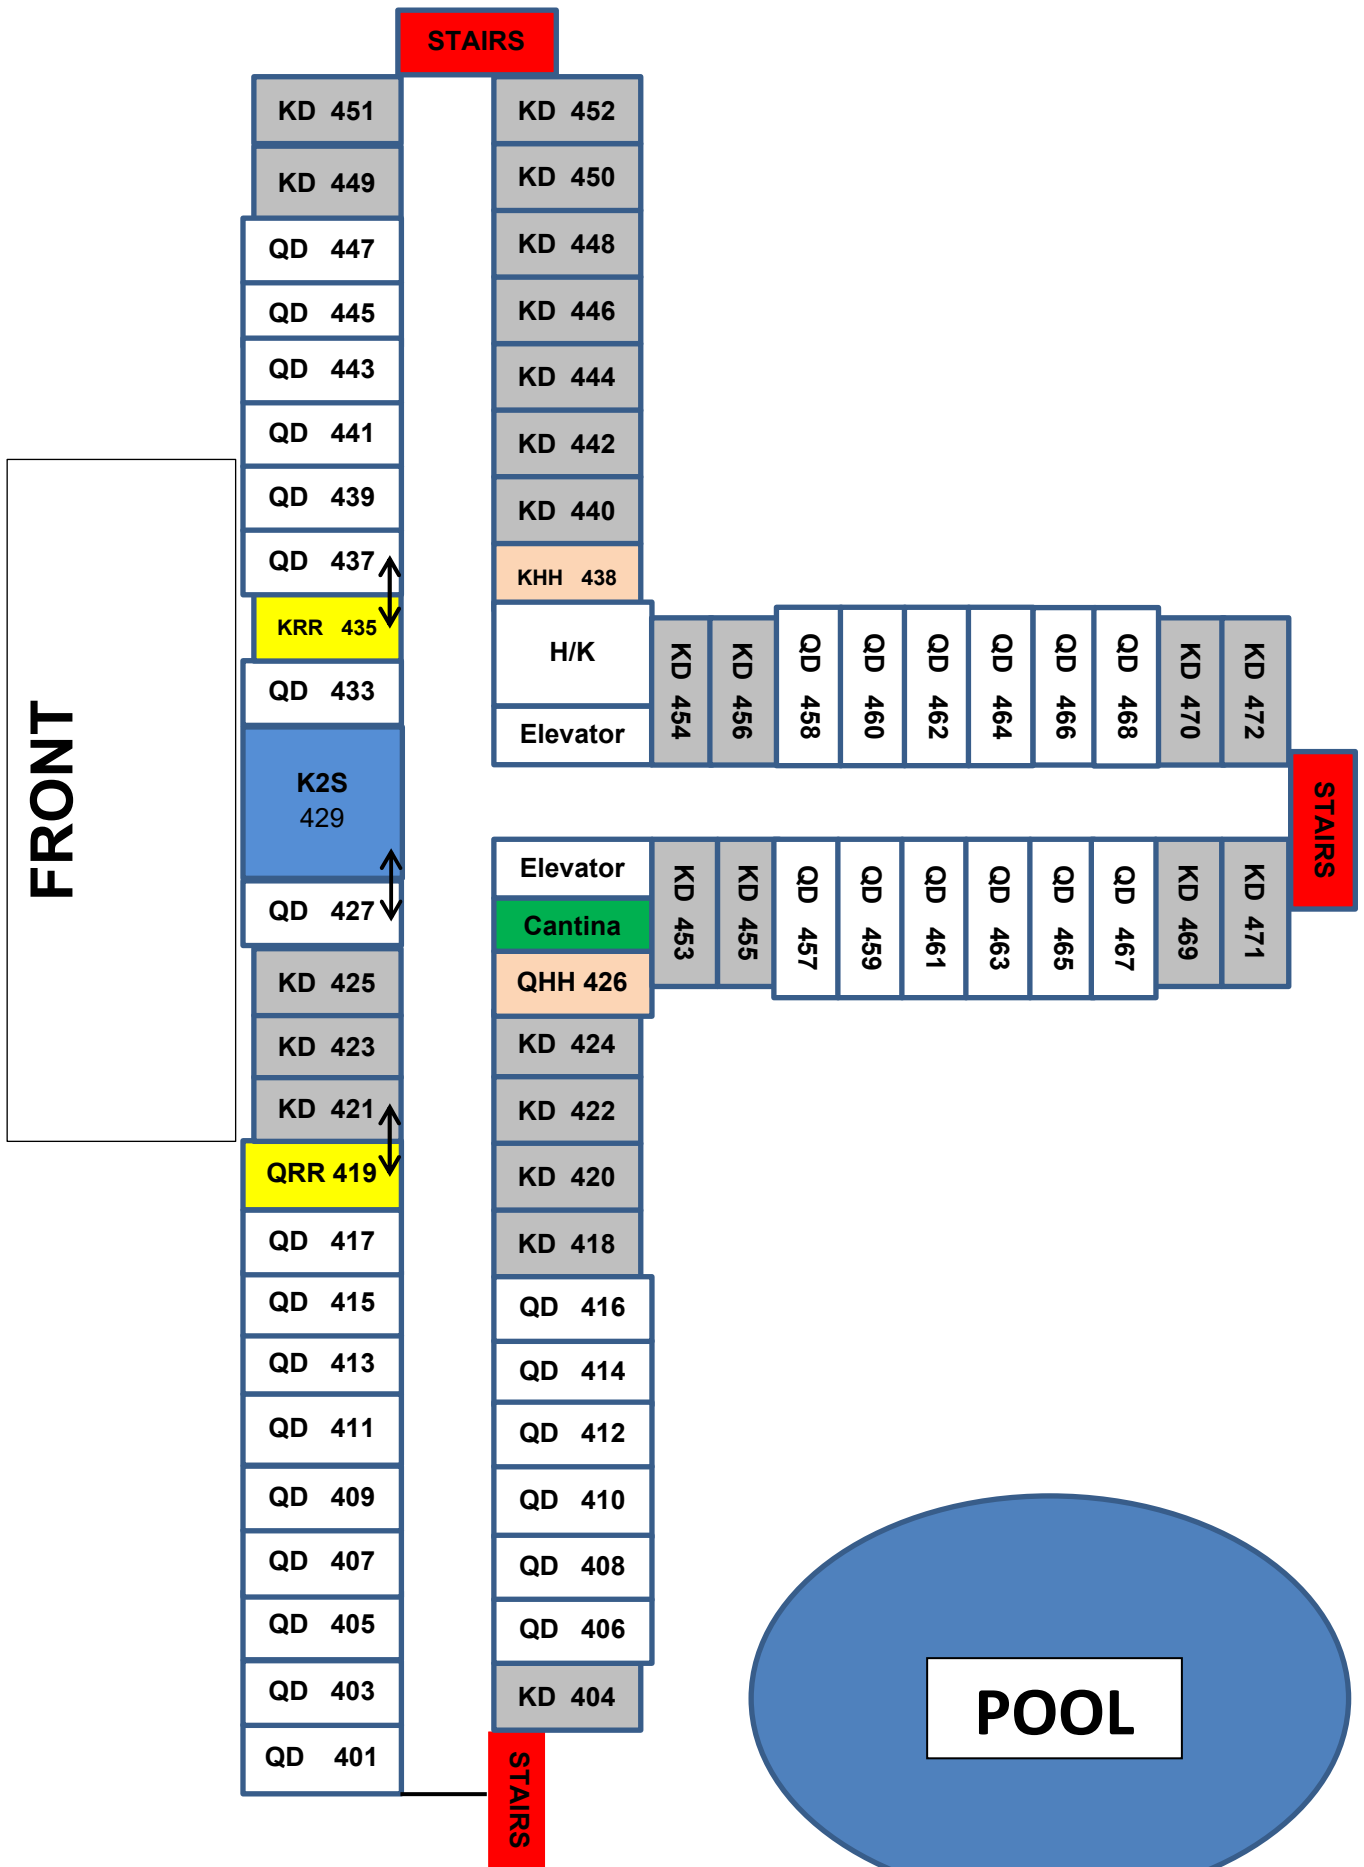 STAIRS
KD 451
KD 452
KD 449
KD 450
QD 447
KD 448
QD 445
KD 446
QD 443
KD 444
QD 441
KD 442
QD 439
KD 440
QD 437
KHH 438
KRR 435
QD 433
H/K
Elevator
KD 454
KD 456
QD 458
QD 460
QD 462
QD 464
QD 466
QD 468
KD 470
KD 472
STAIRS
FRONT
K2S
429
QD 427
Elevator
Cantina
QHH 426
KD 453
KD 455
QD 457
QD 459
QD 461
QD 463
QD 465
QD 467
KD 469
KD 471
KD 425
KD 424
KD 423
KD 422
KD 421
KD 420
QRR 419
KD 418
QD 417
QD 416
QD 415
QD 414
QD 413
QD 412
QD 411
QD 410
QD 409
QD 408
QD 407
QD 406
QD 405
KD 404
QD 403
QD 401
STAIRS
POOL